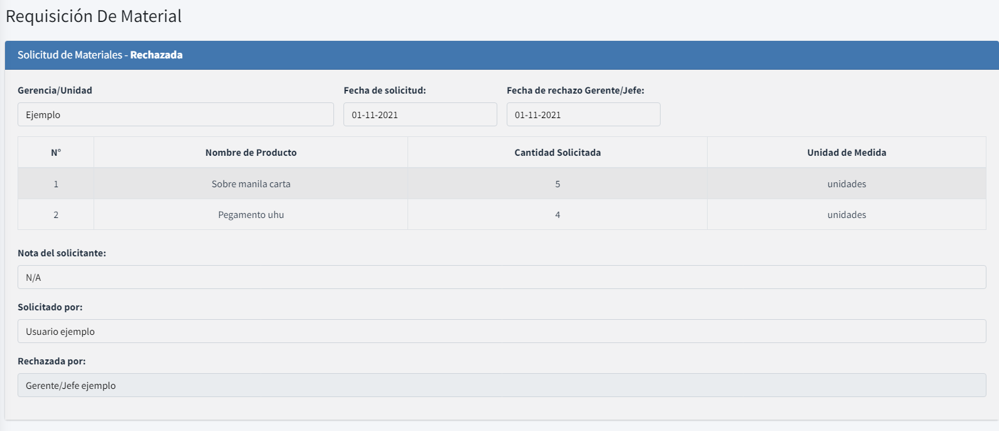 Requisición De Material
Solicitud de Materiales - Rechazada
Gerencia/Unidad Fecha de solicitud: Fecha de rechazo Gerente/Jefe:
Ejemplo 01-11-2021 01-11-2021
N° Nombre de Producto Cantidad Solicitada Unidad de Medida
1 Sobre manila carta 5 unidades
2 Pegamento uhu 4 unidades
Nota del solicitante:
N/A
Solicitado por:
Usuario ejemplo
Rechazada por:
Gerente/Jefe ejemplo